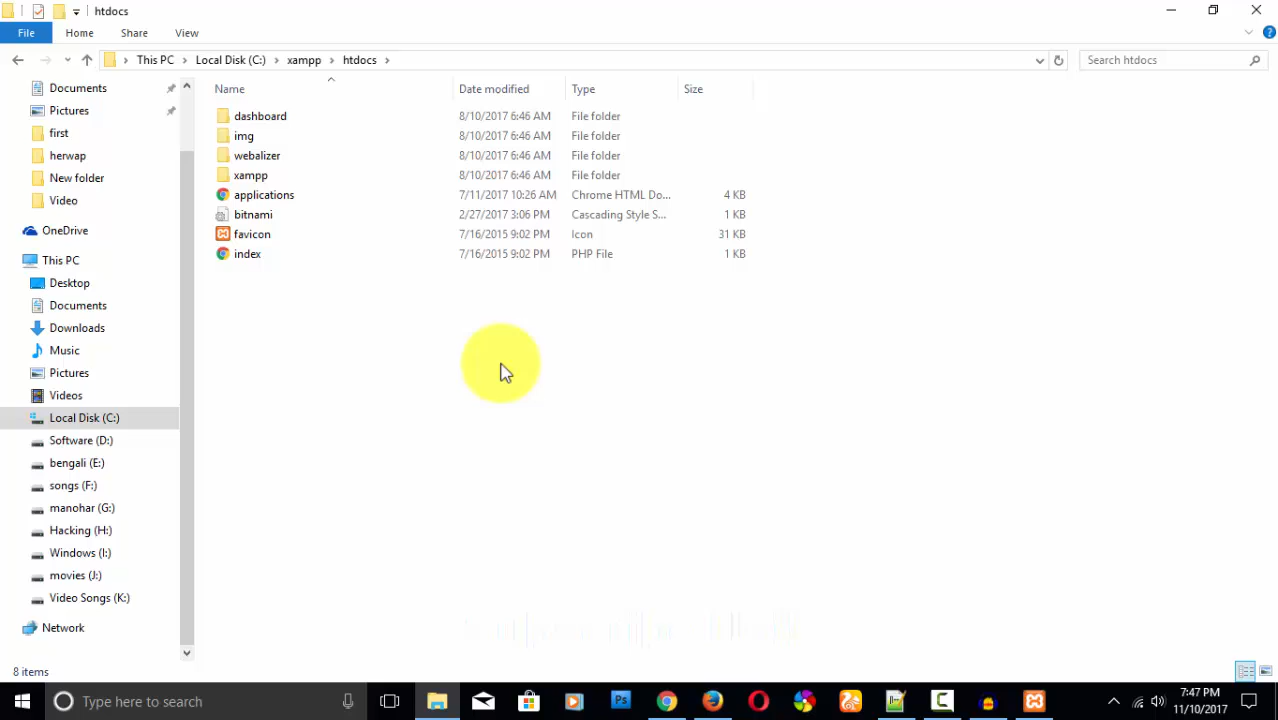 htdocs
File Home Share View
This PC Local Disk (C:) xampp htdocs Search htdocs
Name Date modified Type Size
Documents
Pictures
first
herwap
New folder
Video
OneDrive
This PC
Desktop
Documents
Downloads
Music
Pictures
Videos
Local Disk (C:)
Software (D:)
bengali (E:)
songs (F:)
manohar (G:)
Hacking (H:)
Windows (I:)
movies (J:)
Video Songs (K:)
Network
dashboard 8/10/2017 6:46 AM File folder
img 8/10/2017 6:46 AM File folder
webalizer 8/10/2017 6:46 AM File folder
xampp 8/10/2017 6:46 AM File folder
applications 7/11/2017 10:26 AM Chrome HTML Do... 4 KB
bitnami 2/27/2017 3:06 PM Cascading Style S... 1 KB
favicon 7/16/2015 9:02 PM Icon 31 KB
index 7/16/2015 9:02 PM PHP File 1 KB
8 items
Type here to search
Ps
7:47 PM
11/10/2017